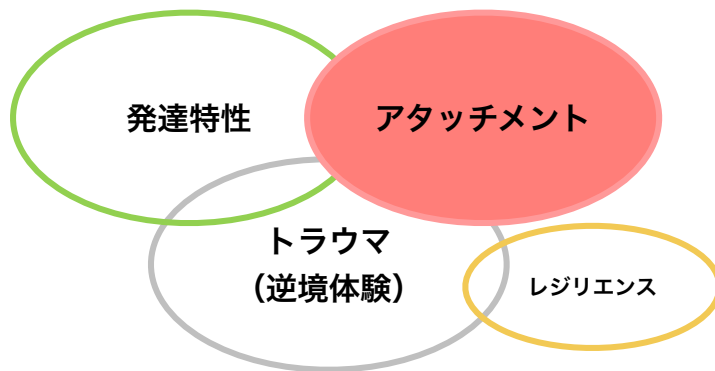 発達特性
アタッチメント
トラウマ
（逆境体験）
レジリエンス